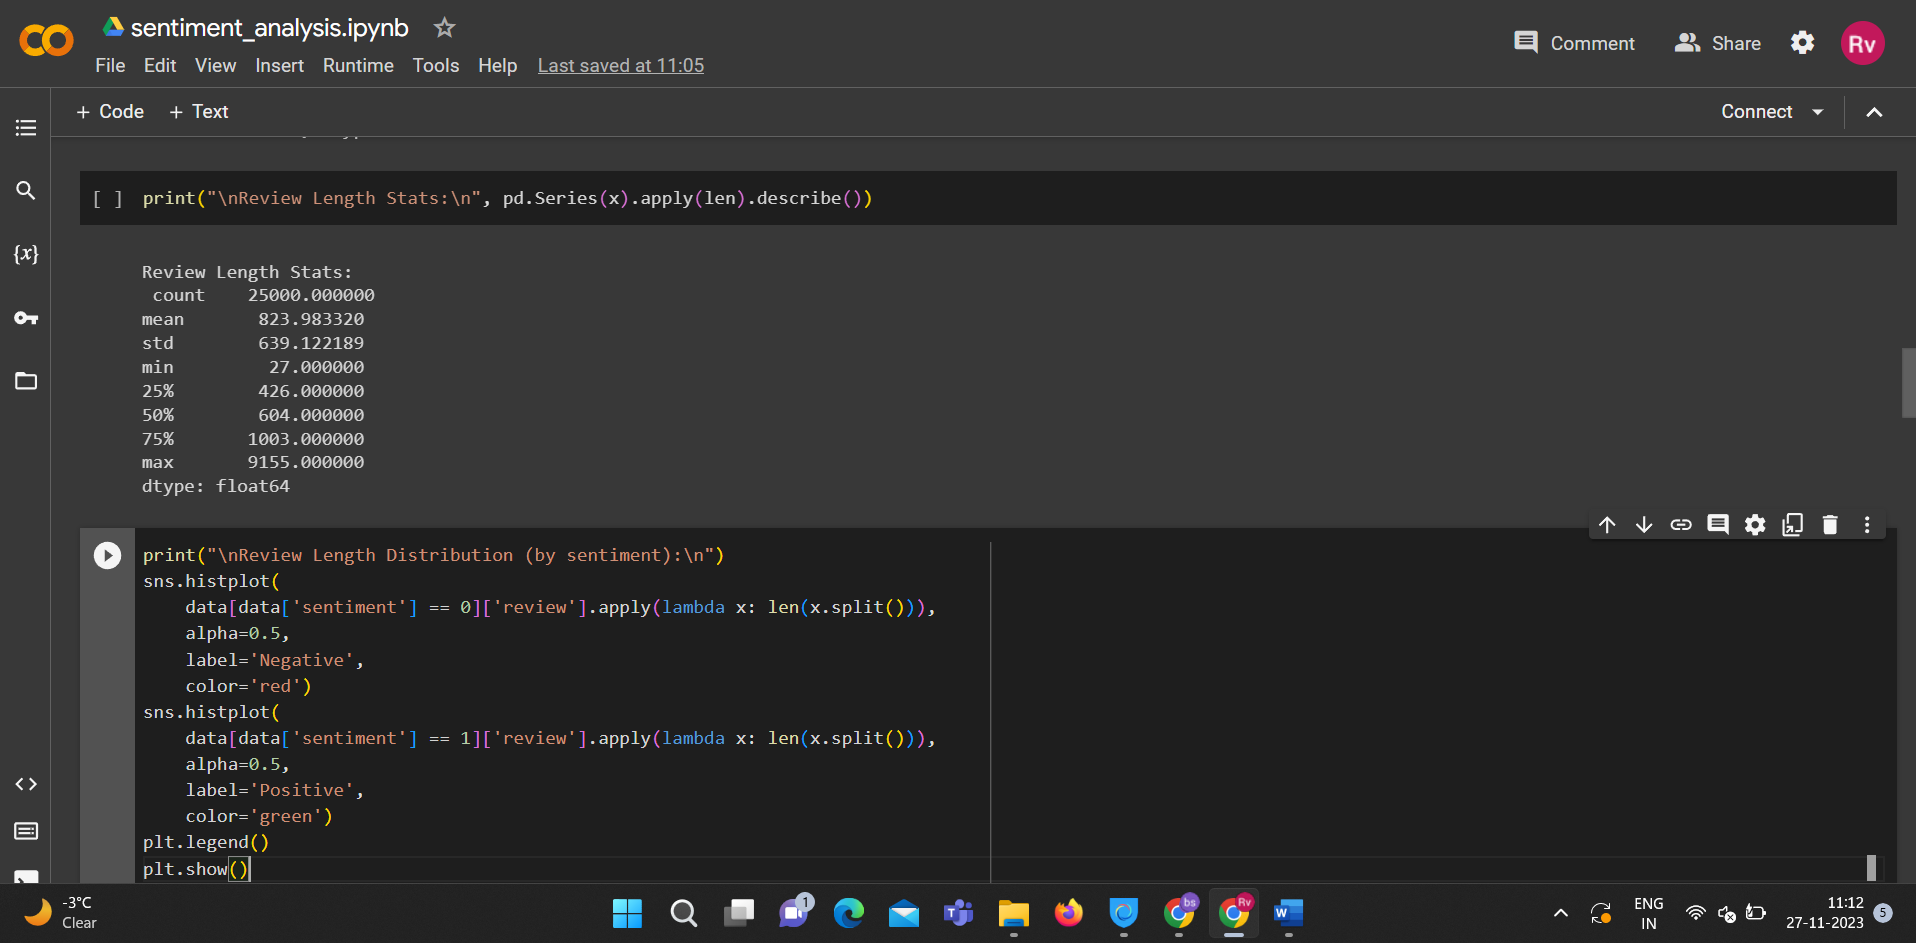 sentiment_analysis.ipynb
Comment
Share
Rv
File Edit View Insert Runtime Tools Help Last saved at 11:05
+ Code + Text
Connect
{x}
[ ] print("\nReview Length Stats:\n", pd.Series(x).apply(len).describe())
Review Length Stats:
 count    25000.000000
mean       823.983320
std        639.122189
min         27.000000
25%        426.000000
50%        604.000000
75%       1003.000000
max       9155.000000
dtype: float64
print("\nReview Length Distribution (by sentiment):\n")
sns.histplot(
    data[data['sentiment'] == 0]['review'].apply(lambda x: len(x.split())),
    alpha=0.5,
    label='Negative',
    color='red')
sns.histplot(
    data[data['sentiment'] == 1]['review'].apply(lambda x: len(x.split())),
    alpha=0.5,
    label='Positive',
    color='green')
plt.legend()
plt.show()
-3°C
Clear
1
bs
Rv
ENG
IN
11:12
27-11-2023
5